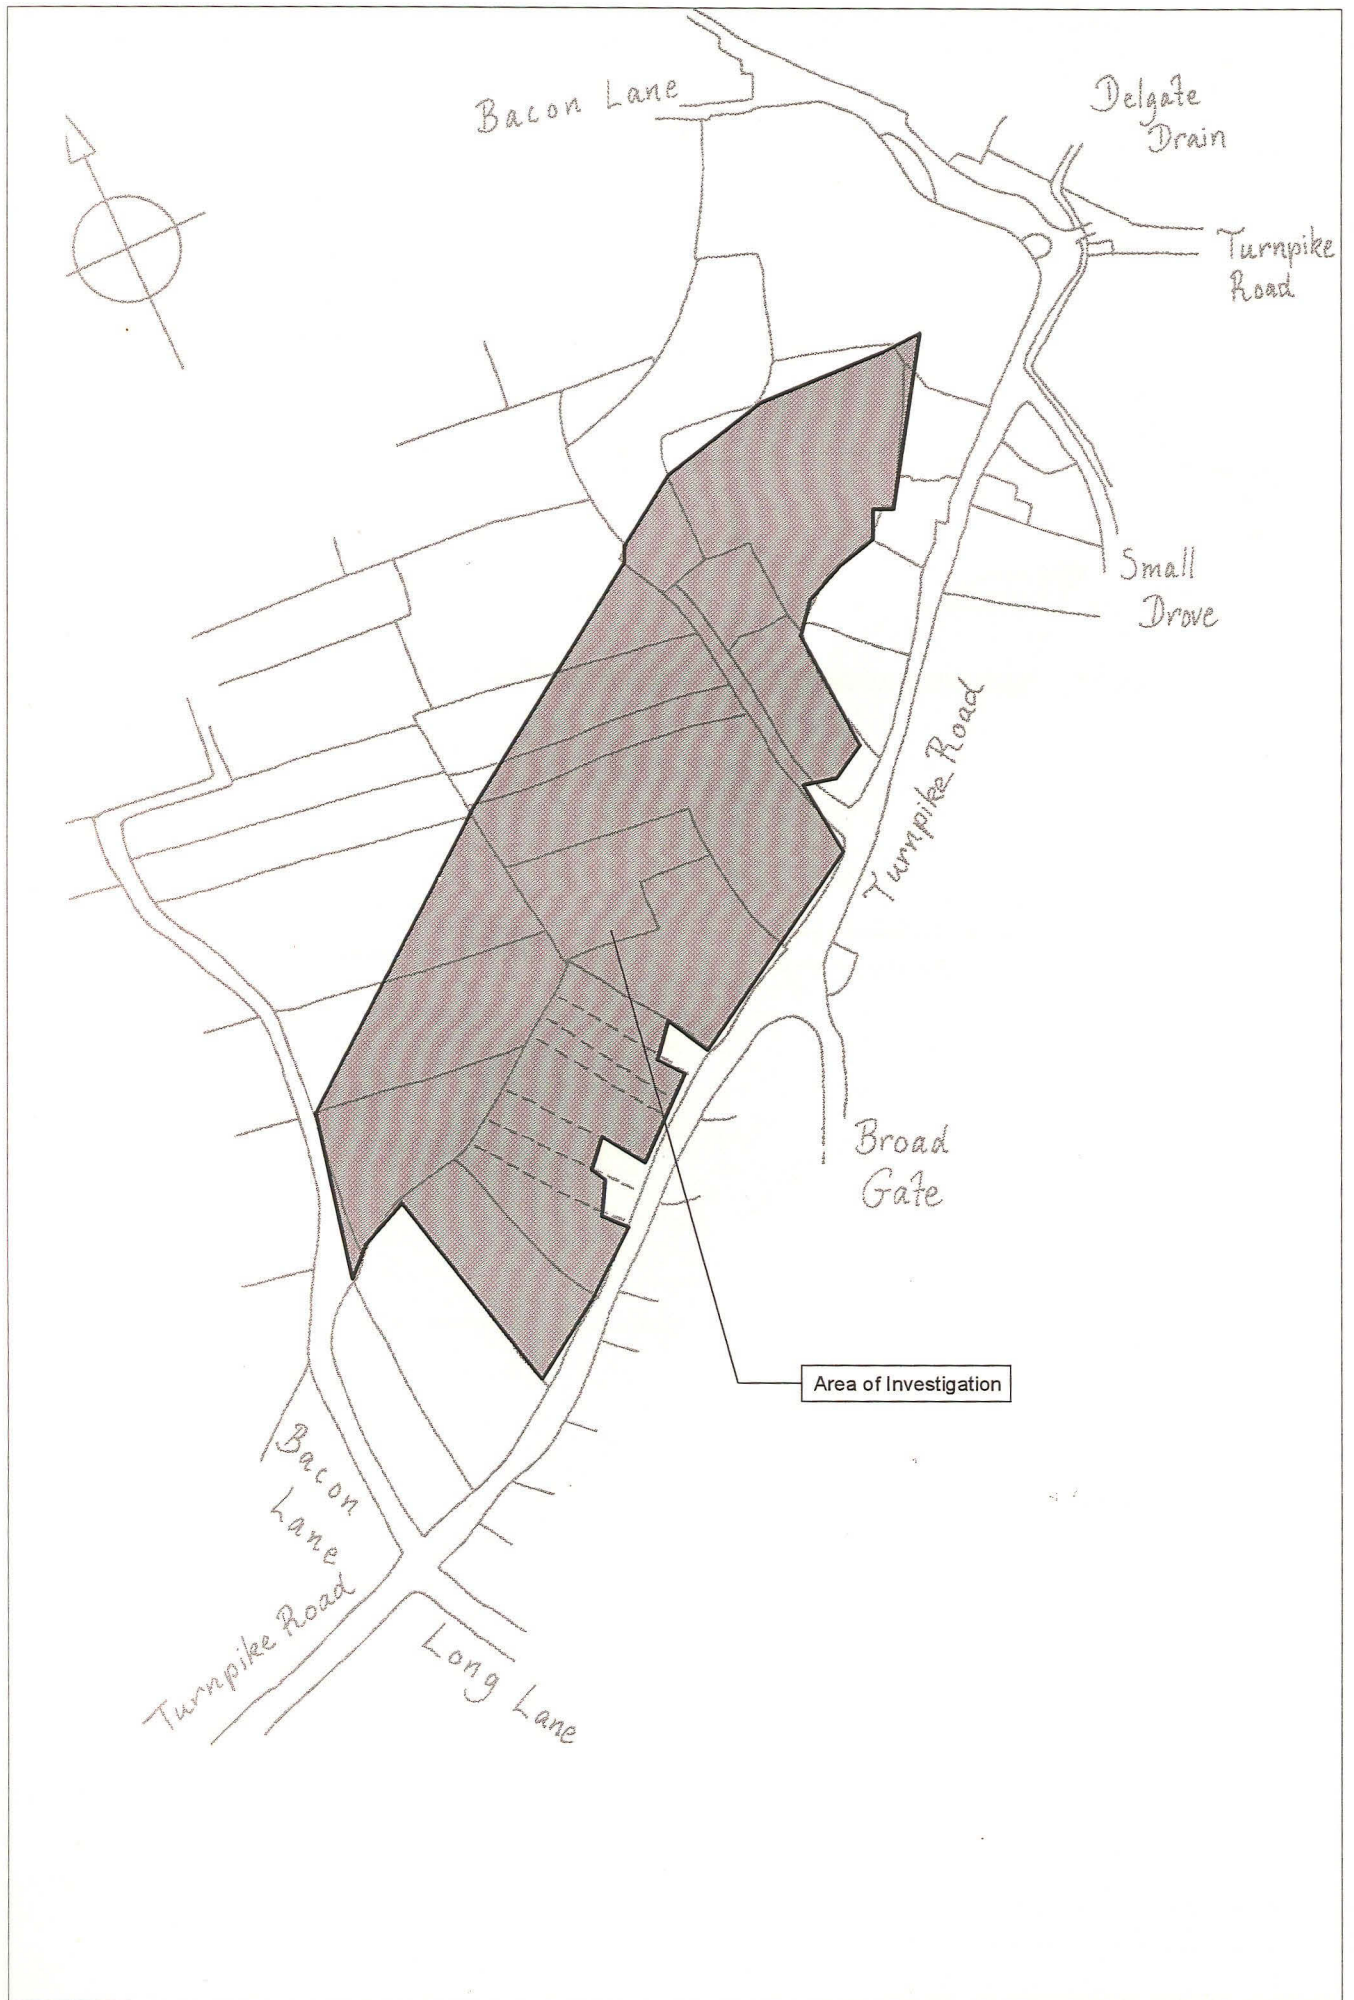 Bacon Lane
Delgate
Drain
Turnpike
Road
Small
Drove
Turnpike Road
Broad
Gate
Area of Investigation
Bacon
Lane
Turnpike Road
Long Lane